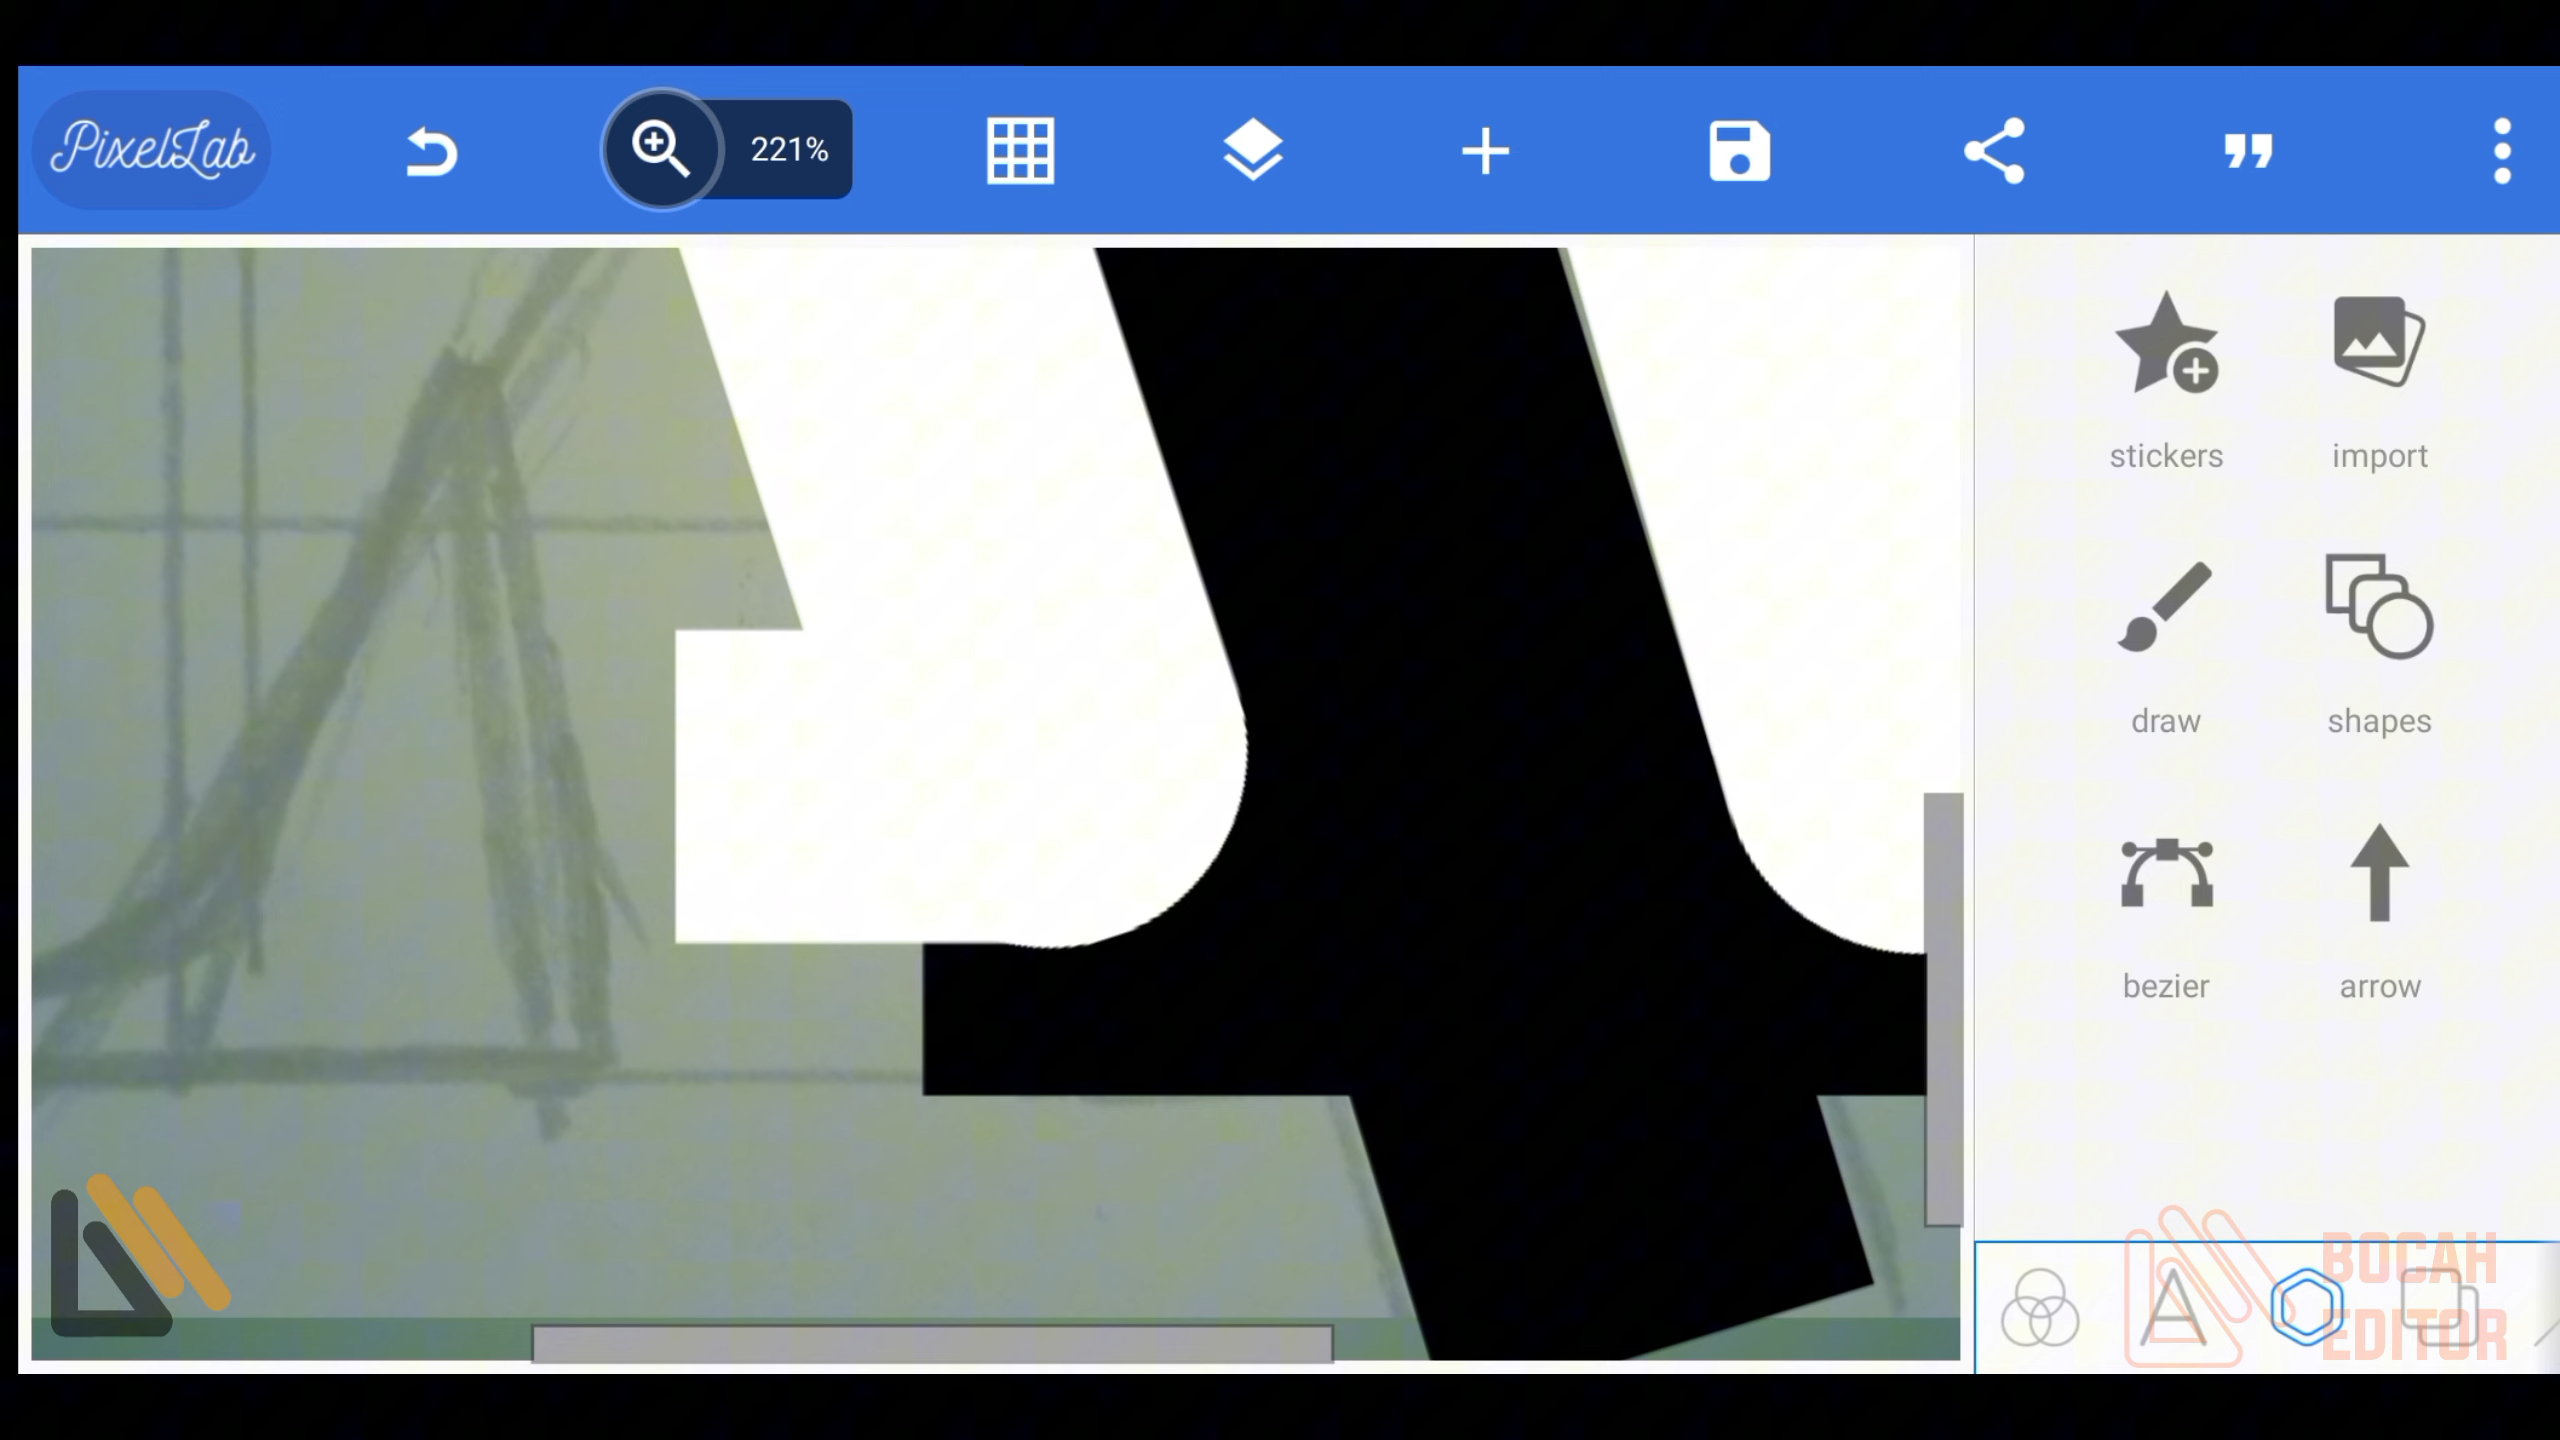 PixelLab
221%
stickers
import
draw
shapes
bezier
arrow
BOCAH
EDITOR